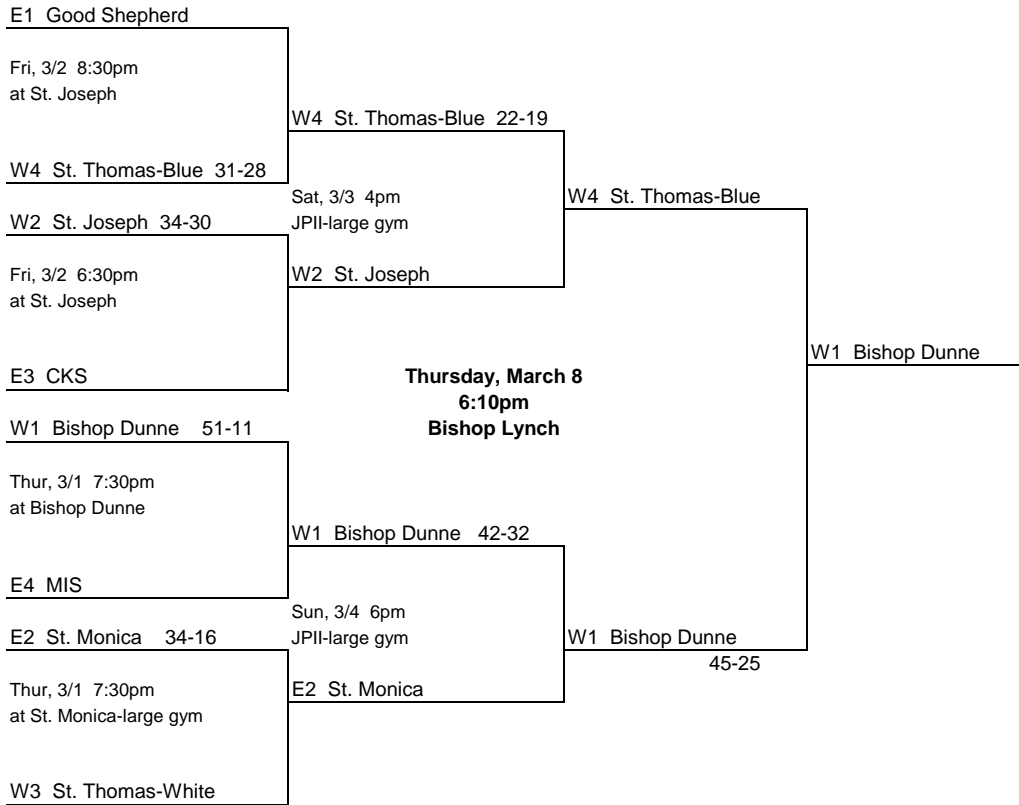 E1 Good Shepherd
Fri, 3/2 8:30pm
at St. Joseph
W4 St. Thomas-Blue 22-19
W4 St. Thomas-Blue 31-28
Sat, 3/3 4pm
W4 St. Thomas-Blue
W2 St. Joseph 34-30
JPII-large gym
Fri, 3/2 6:30pm
W2 St. Joseph
at St. Joseph
W1 Bishop Dunne
E3 CKS
Thursday, March 8
6:10pm
W1 Bishop Dunne 51-11
Bishop Lynch
Thur, 3/1 7:30pm
at Bishop Dunne
W1 Bishop Dunne 42-32
E4 MIS
Sun, 3/4 6pm
E2 St. Monica 34-16
JPII-large gym
W1 Bishop Dunne
45-25
Thur, 3/1 7:30pm
E2 St. Monica
at St. Monica-large gym
W3 St. Thomas-White